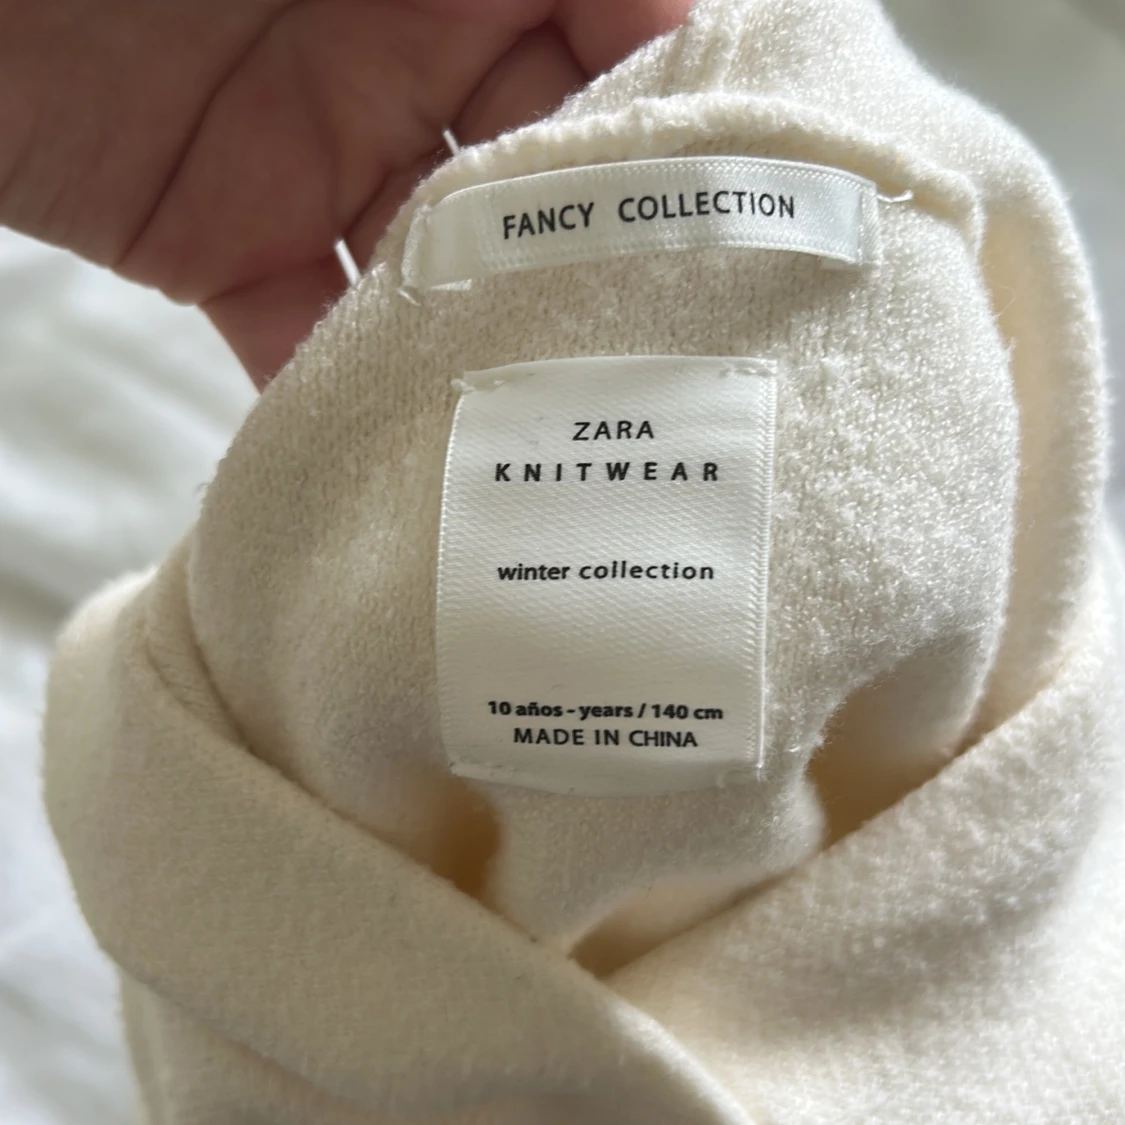 FANCY COLLECTION
ZARA
KNITWEAR
winter collection
10 años - years / 140 cm
MADE IN CHINA